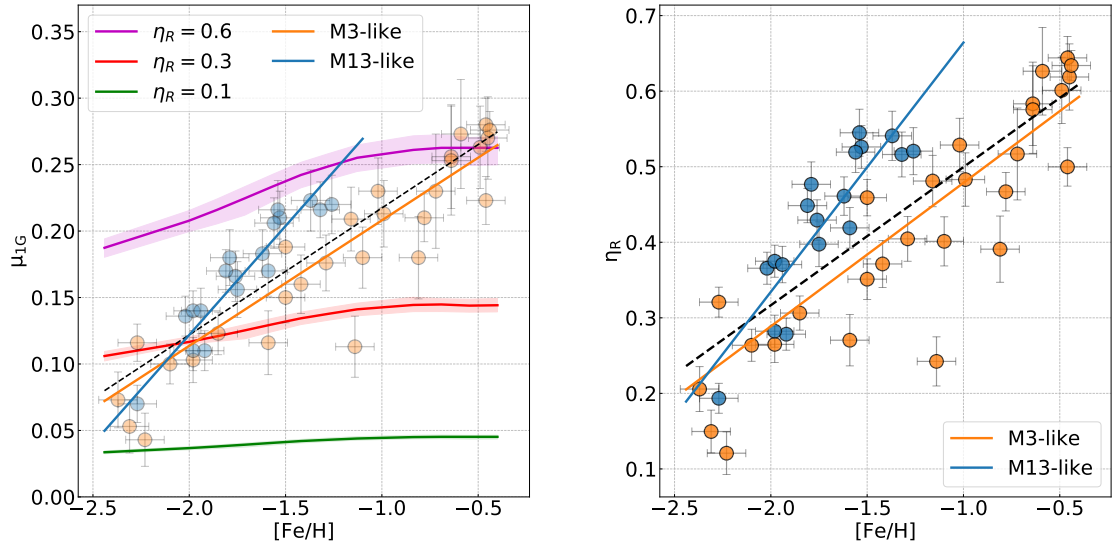 0.35
0.30
0.25
0.20
0.15
0.10
0.05
0.00
μ1G
η_R = 0.6
η_R = 0.3
η_R = 0.1
M3-like
M13-like
−2.5 −2.0 −1.5 −1.0 −0.5
[Fe/H]
0.7
0.6
0.5
0.4
0.3
0.2
0.1
ηR
M3-like
M13-like
−2.5 −2.0 −1.5 −1.0 −0.5
[Fe/H]